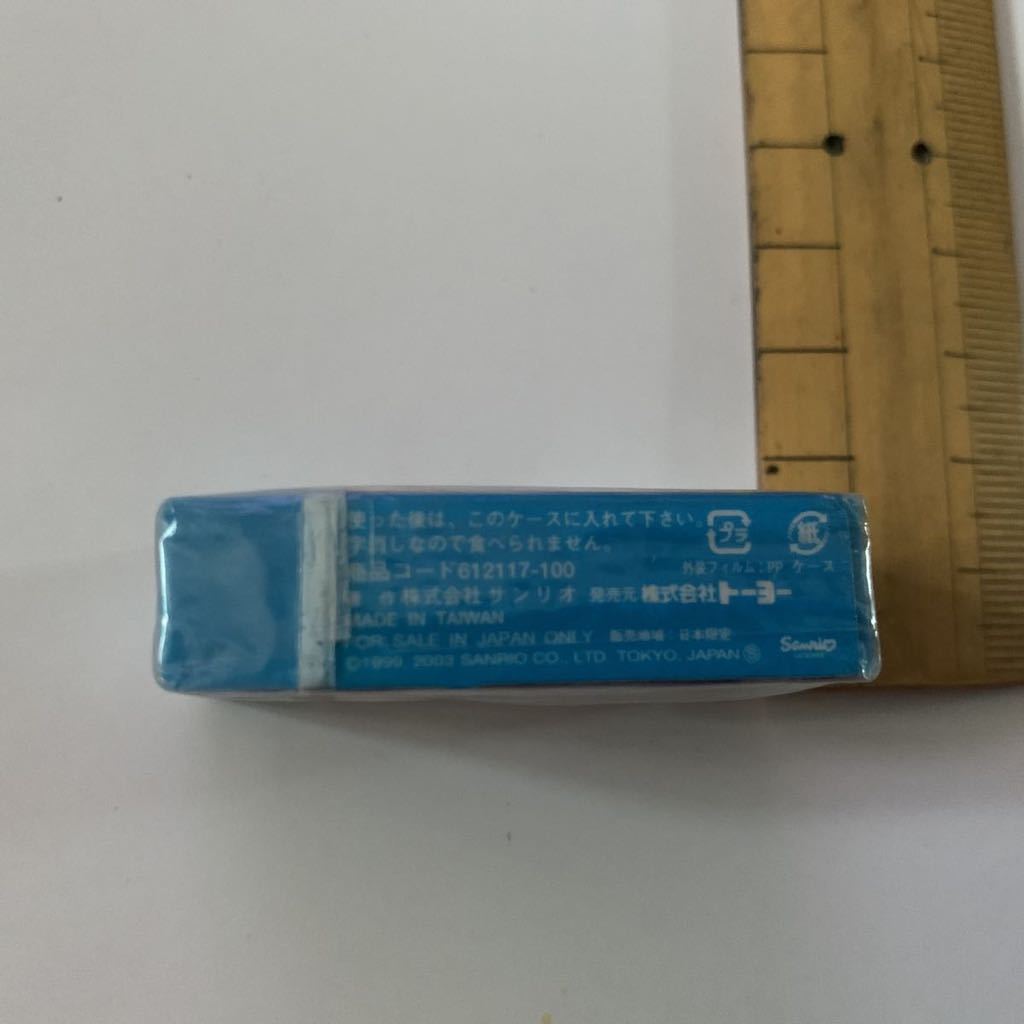 使った後は、このケースに入れて下さい。
字消しなので食べられません。
商品コード612117-100
株式会社サンリオ 発売元 株式会社トーヨー
MADE IN TAIWAN
FOR SALE IN JAPAN ONLY 販売地域：日本限定
©1999, 2003 SANRIO CO., LTD. TOKYO, JAPAN Ⓢ
プラ
紙
外装フィルム：PP ケース
Sanrio